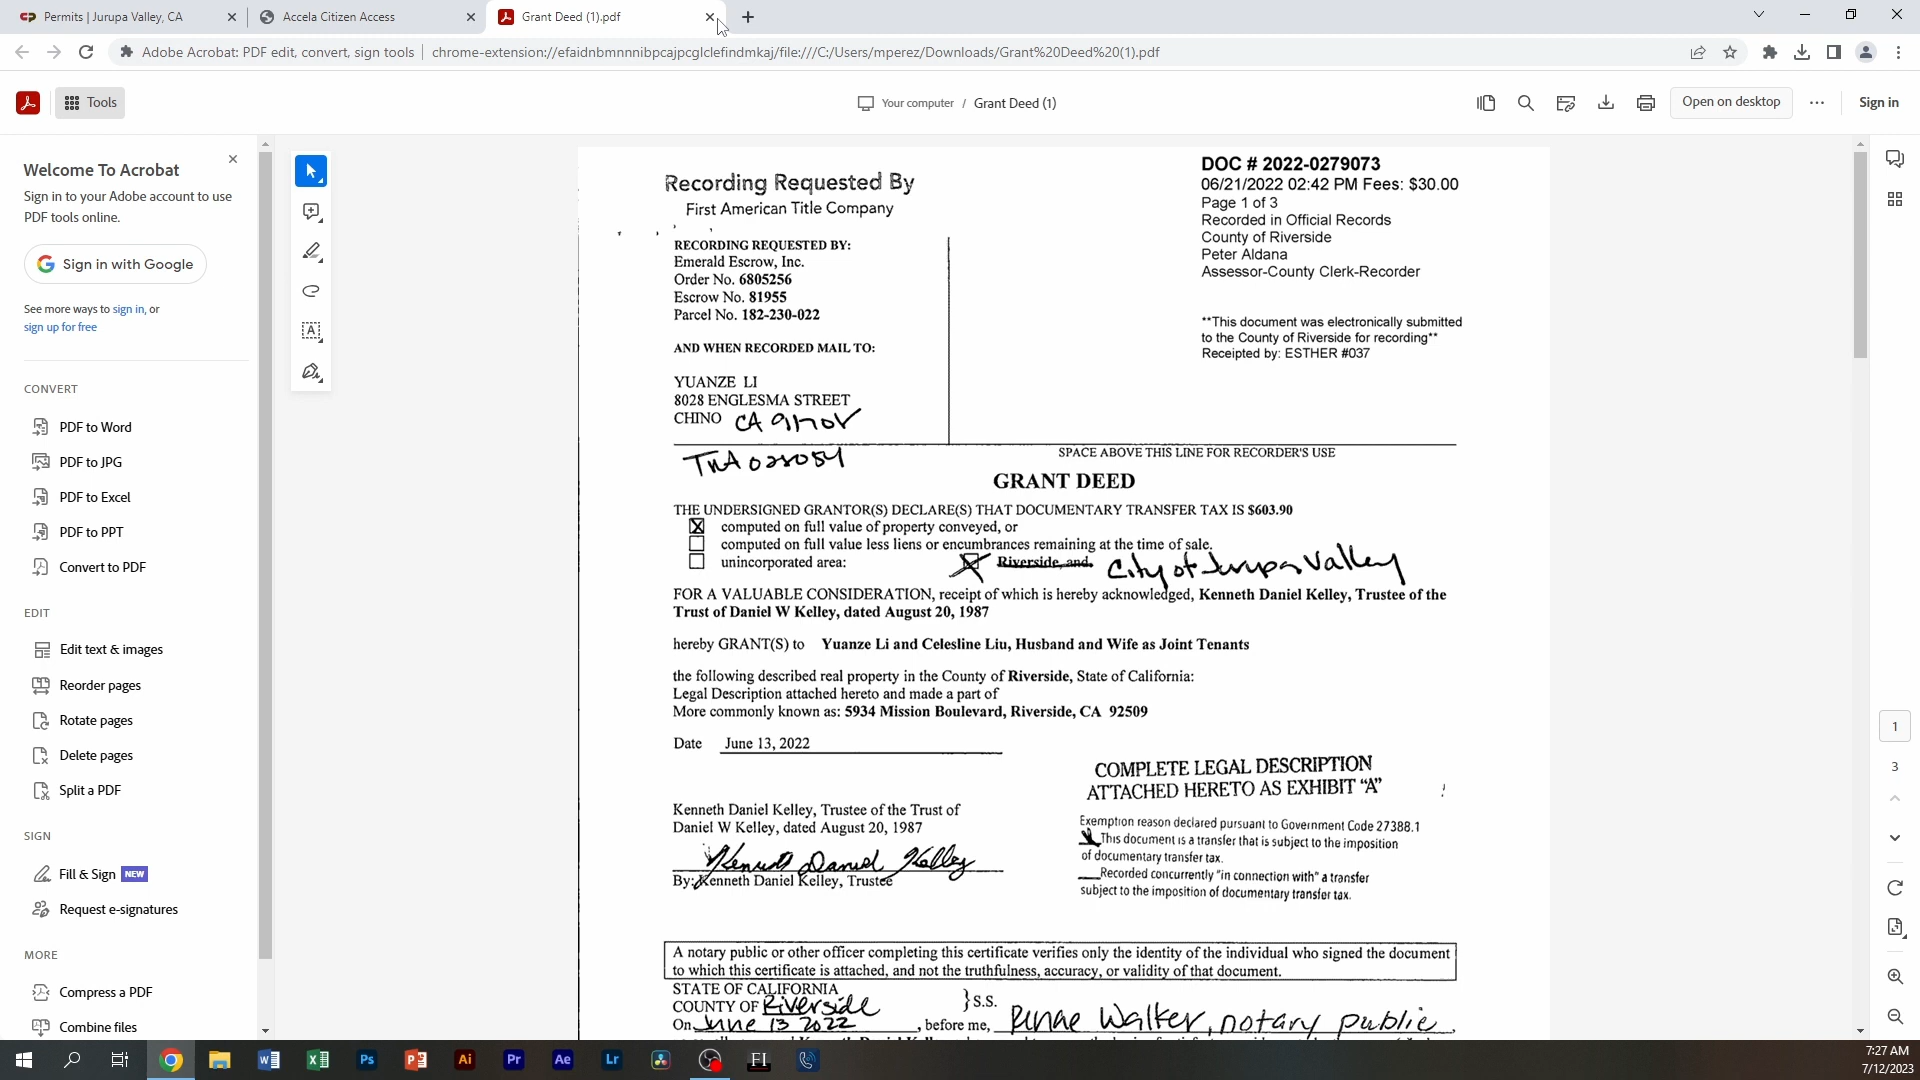 Permits | Jurupa Valley, CA
Accela Citizen Access
Grant Deed (1).pdf
Adobe Acrobat: PDF edit, convert, sign tools
chrome-extension://efaidnbmnnnibpcajpcglclefindmkaj/file:///C:/Users/mperez/Downloads/Grant%20Deed%20(1).pdf
Tools
Your computer / Grant Deed (1)
Open on desktop
Sign in
Welcome To Acrobat
Sign in to your Adobe account to use
PDF tools online.
Sign in with Google
See more ways to sign in, or
sign up for free
CONVERT
PDF to Word
PDF to JPG
PDF to Excel
PDF to PPT
Convert to PDF
EDIT
Edit text & images
Reorder pages
Rotate pages
Delete pages
Split a PDF
SIGN
Fill & Sign NEW
Request e-signatures
MORE
Compress a PDF
Combine files
Recording Requested By
First American Title Company
RECORDING REQUESTED BY:
Emerald Escrow, Inc.
Order No. 6805256
Escrow No. 81955
Parcel No. 182-230-022
AND WHEN RECORDED MAIL TO:
YUANZE LI
8028 ENGLESMA STREET
CHINO CA
DOC # 2022-0279073
06/21/2022 02:42 PM Fees: $30.00
Page 1 of 3
Recorded in Official Records
County of Riverside
Peter Aldana
Assessor-County Clerk-Recorder
**This document was electronically submitted
to the County of Riverside for recording**
Receipted by: ESTHER #037
SPACE ABOVE THIS LINE FOR RECORDER'S USE
GRANT DEED
THE UNDERSIGNED GRANTOR(S) DECLARE(S) THAT DOCUMENTARY TRANSFER TAX IS $603.90
computed on full value of property conveyed, or
computed on full value less liens or encumbrances remaining at the time of sale.
unincorporated area: Riverside, and City of Jurupa Valley
FOR A VALUABLE CONSIDERATION, receipt of which is hereby acknowledged, Kenneth Daniel Kelley, Trustee of the
Trust of Daniel W Kelley, dated August 20, 1987
hereby GRANT(S) to Yuanze Li and Celesline Liu, Husband and Wife as Joint Tenants
the following described real property in the County of Riverside, State of California:
Legal Description attached hereto and made a part of
More commonly known as: 5934 Mission Boulevard, Riverside, CA 92509
Date June 13, 2022
COMPLETE LEGAL DESCRIPTION
ATTACHED HERETO AS EXHIBIT "A"
Kenneth Daniel Kelley, Trustee of the Trust of
Daniel W Kelley, dated August 20, 1987
Kenneth Daniel Kelley
By: Kenneth Daniel Kelley, Trustee
Exemption reason declared pursuant to Government Code 27388.1
This document is a transfer that is subject to the imposition
of documentary transfer tax.
Recorded concurrently "in connection with" a transfer
subject to the imposition of documentary transfer tax.
A notary public or other officer completing this certificate verifies only the identity of the individual who signed the document
to which this certificate is attached, and not the truthfulness, accuracy, or validity of that document.
STATE OF CALIFORNIA
COUNTY OF Riverside }S.S.
On June 13 2022, before me, Renae Walker, notary public
1
3
W
X
Ps
P
Ai
Pr
Ae
Lr
7:27 AM
7/12/2023